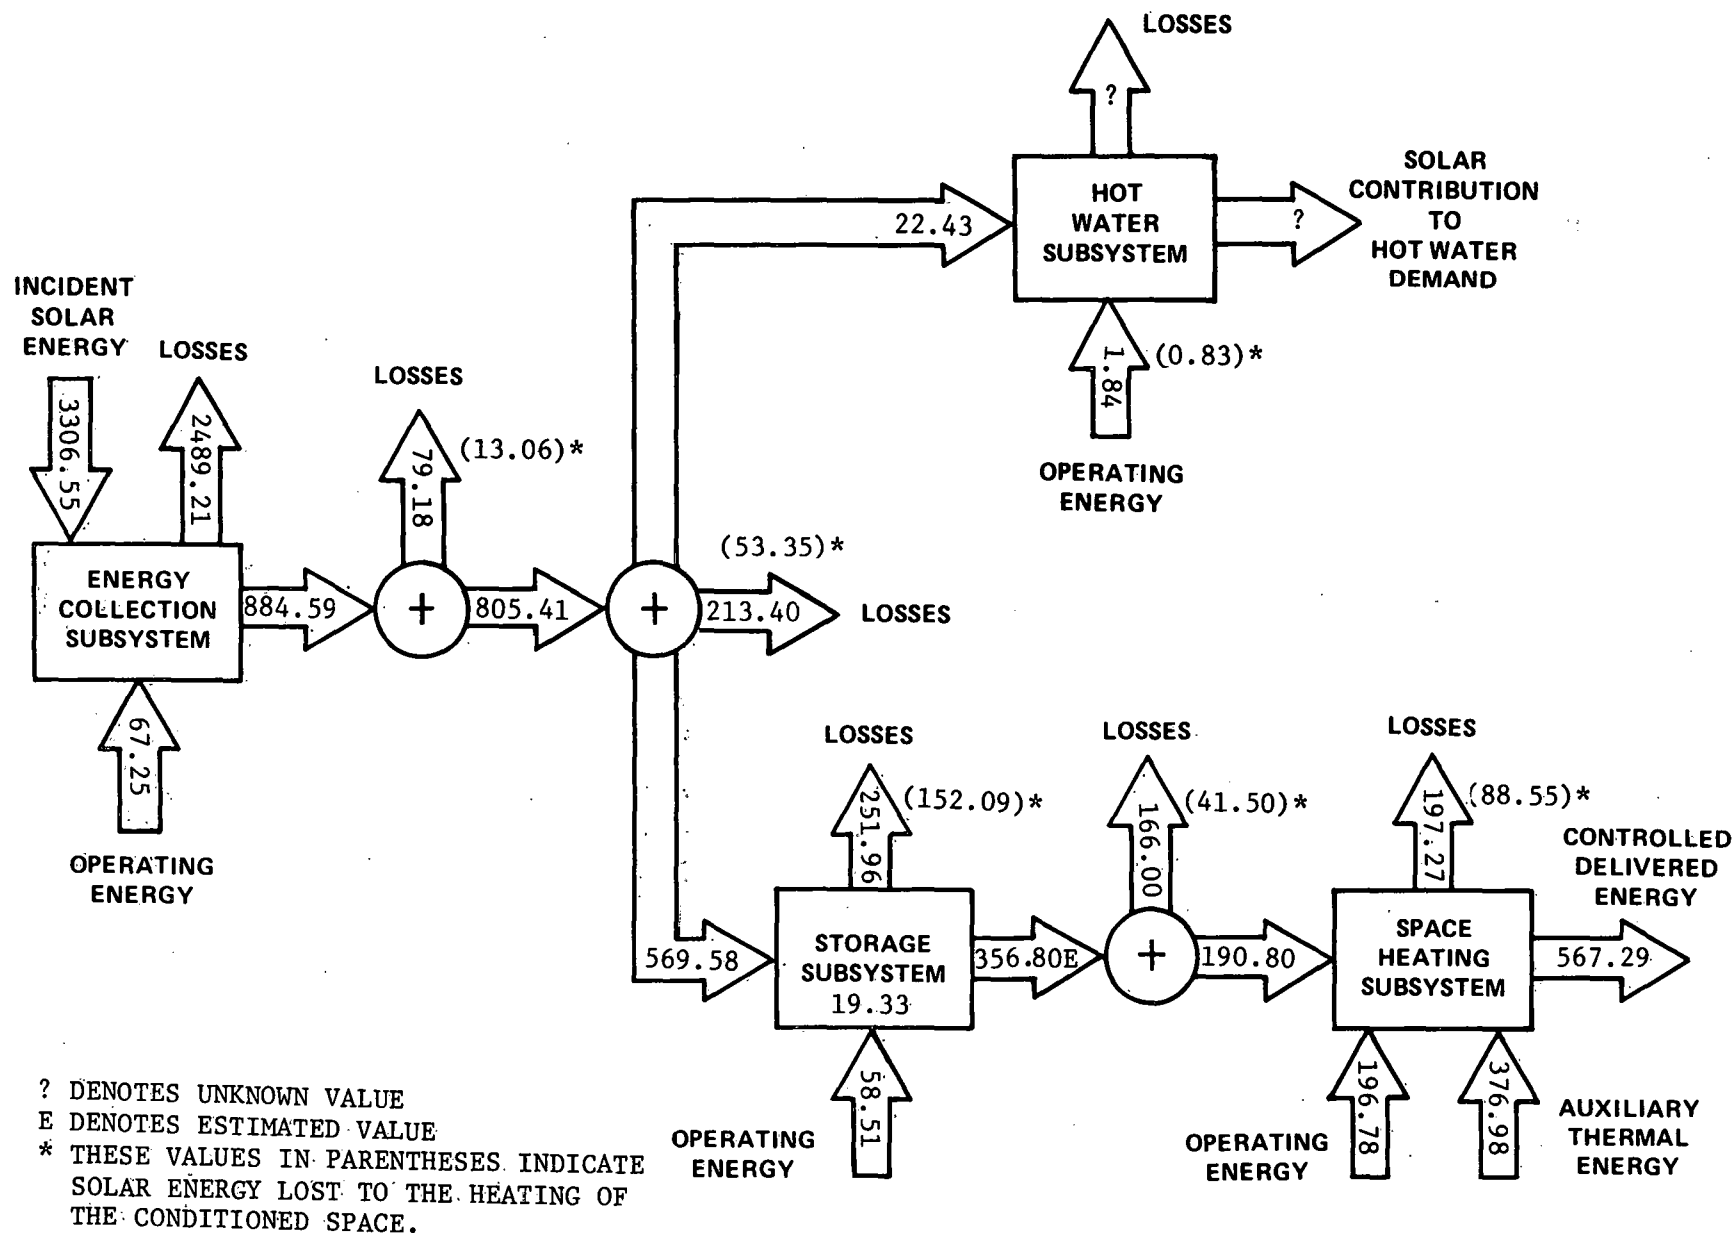 LOSSES
?
HOT
WATER
SUBSYSTEM
22.43
?
SOLAR
CONTRIBUTION
TO
HOT WATER
DEMAND
1.84
(0.83)*
OPERATING
ENERGY
INCIDENT
SOLAR
ENERGY
3306.55
LOSSES
2489.21
ENERGY
COLLECTION
SUBSYSTEM
67.25
OPERATING
ENERGY
884.59
LOSSES
79.18
(13.06)*
+
805.41
+
(53.35)*
213.40
LOSSES
569.58
LOSSES
251.96
(152.09)*
STORAGE
SUBSYSTEM
19.33
58.51
OPERATING
ENERGY
356.80E
LOSSES
166.00
(41.50)*
+
190.80
LOSSES
197.27
(88.55)*
SPACE
HEATING
SUBSYSTEM
CONTROLLED
DELIVERED
ENERGY
567.29
196.78
OPERATING
ENERGY
376.98
AUXILIARY
THERMAL
ENERGY
? DENOTES UNKNOWN VALUE
E DENOTES ESTIMATED VALUE
* THESE VALUES IN PARENTHESES INDICATE
SOLAR ENERGY LOST TO THE HEATING OF
THE CONDITIONED SPACE.